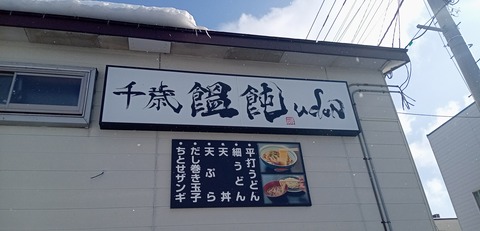 千歳 饂飩 udon
•平打うどん
•細うどん
•天丼
•天ぷら
•だし巻き玉子
•ちとせザンギ